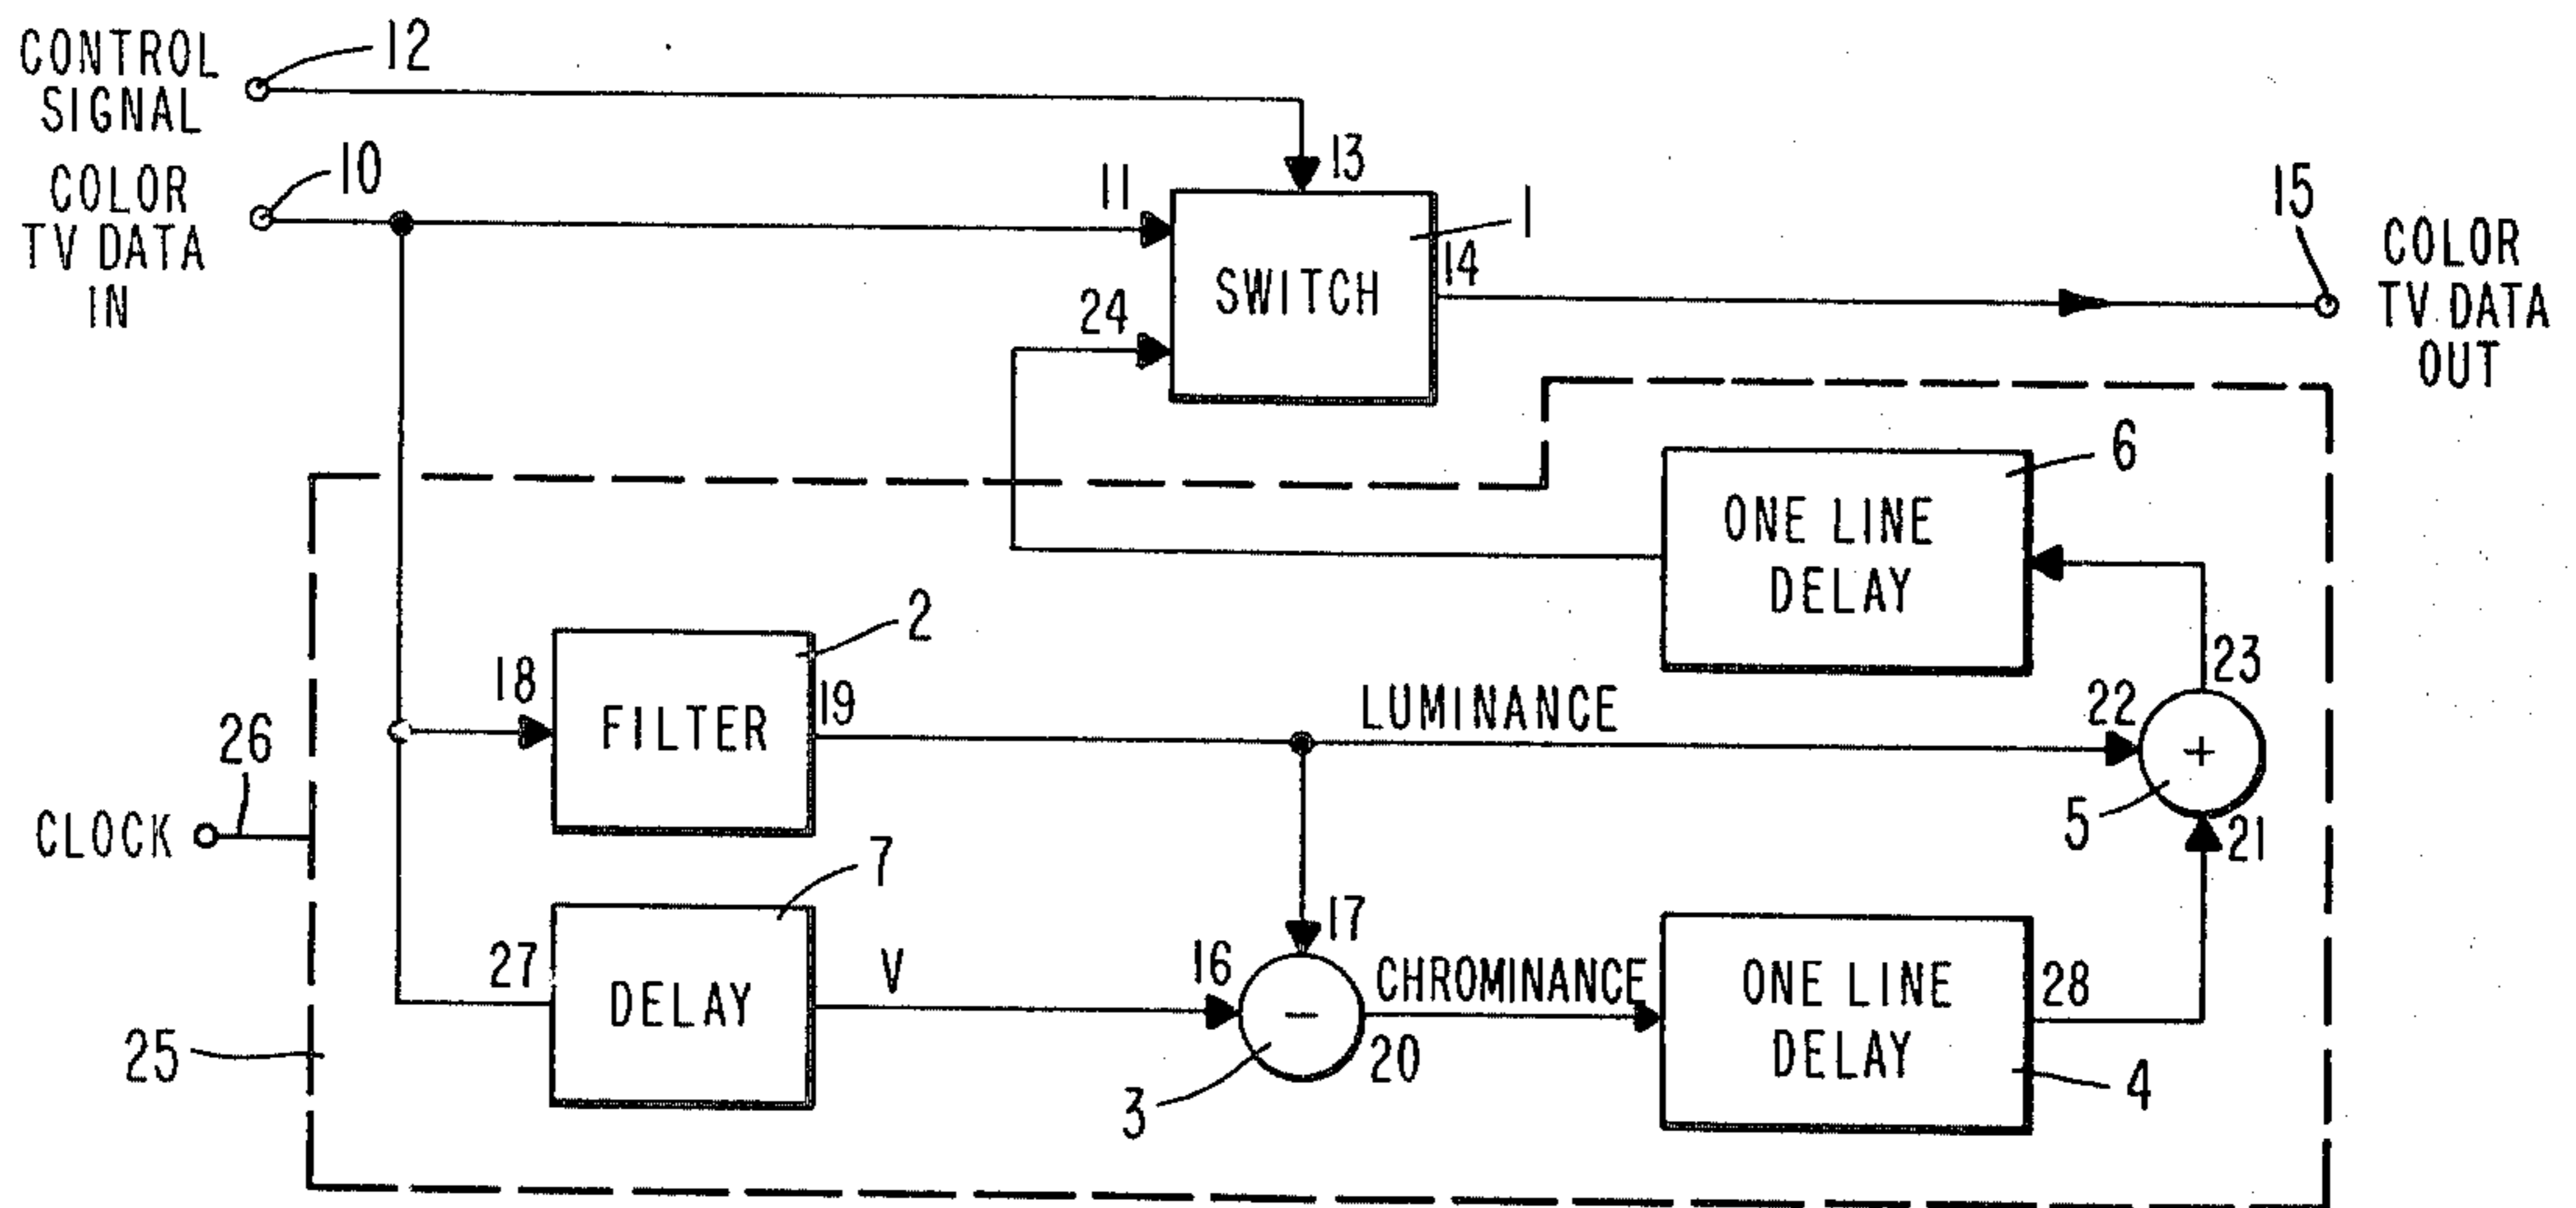 CONTROL
SIGNAL
12
COLOR
TV DATA
IN
10
11
13
1
24
SWITCH
14
15
COLOR
TV DATA
OUT
6
ONE LINE
DELAY
2
18
FILTER
19
LUMINANCE
22
23
+
5
21
26
CLOCK
7
27
DELAY
V
16
17
-
3
CHROMINANCE
20
ONE LINE
DELAY
28
4
25